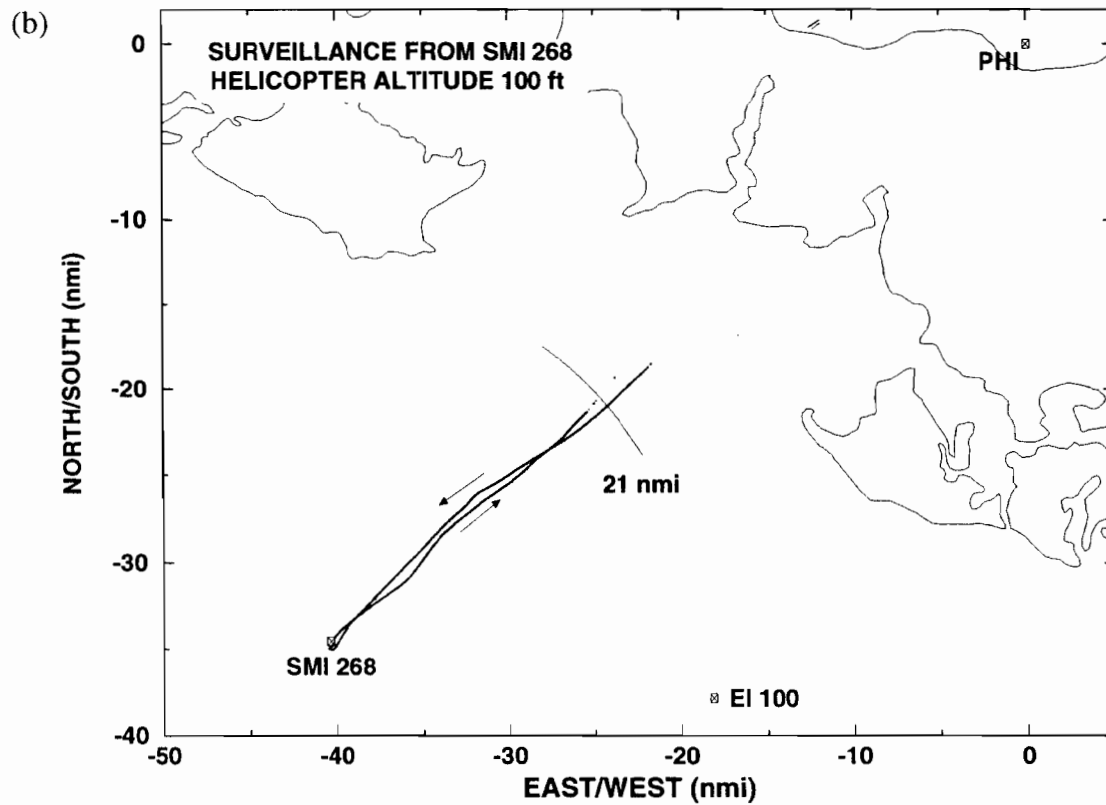 (b)
SURVEILLANCE FROM SMI 268
HELICOPTER ALTITUDE 100 ft
PHI
21 nmi
SMI 268
EI 100
NORTH/SOUTH (nmi)
0
-10
-20
-30
-40
-50 -40 -30 -20 -10 0
EAST/WEST (nmi)